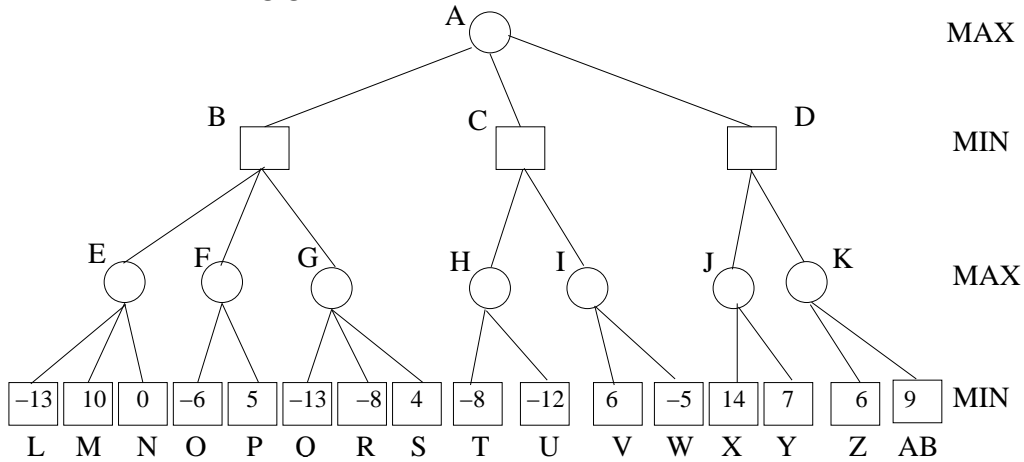 A MAX
B C D MIN
E F G H I J K MAX
−13 10 0 −6 5 −13 −8 4 −8 −12 6 −5 14 7 6 9 MIN
L M N O P Q R S T U V W X Y Z AB